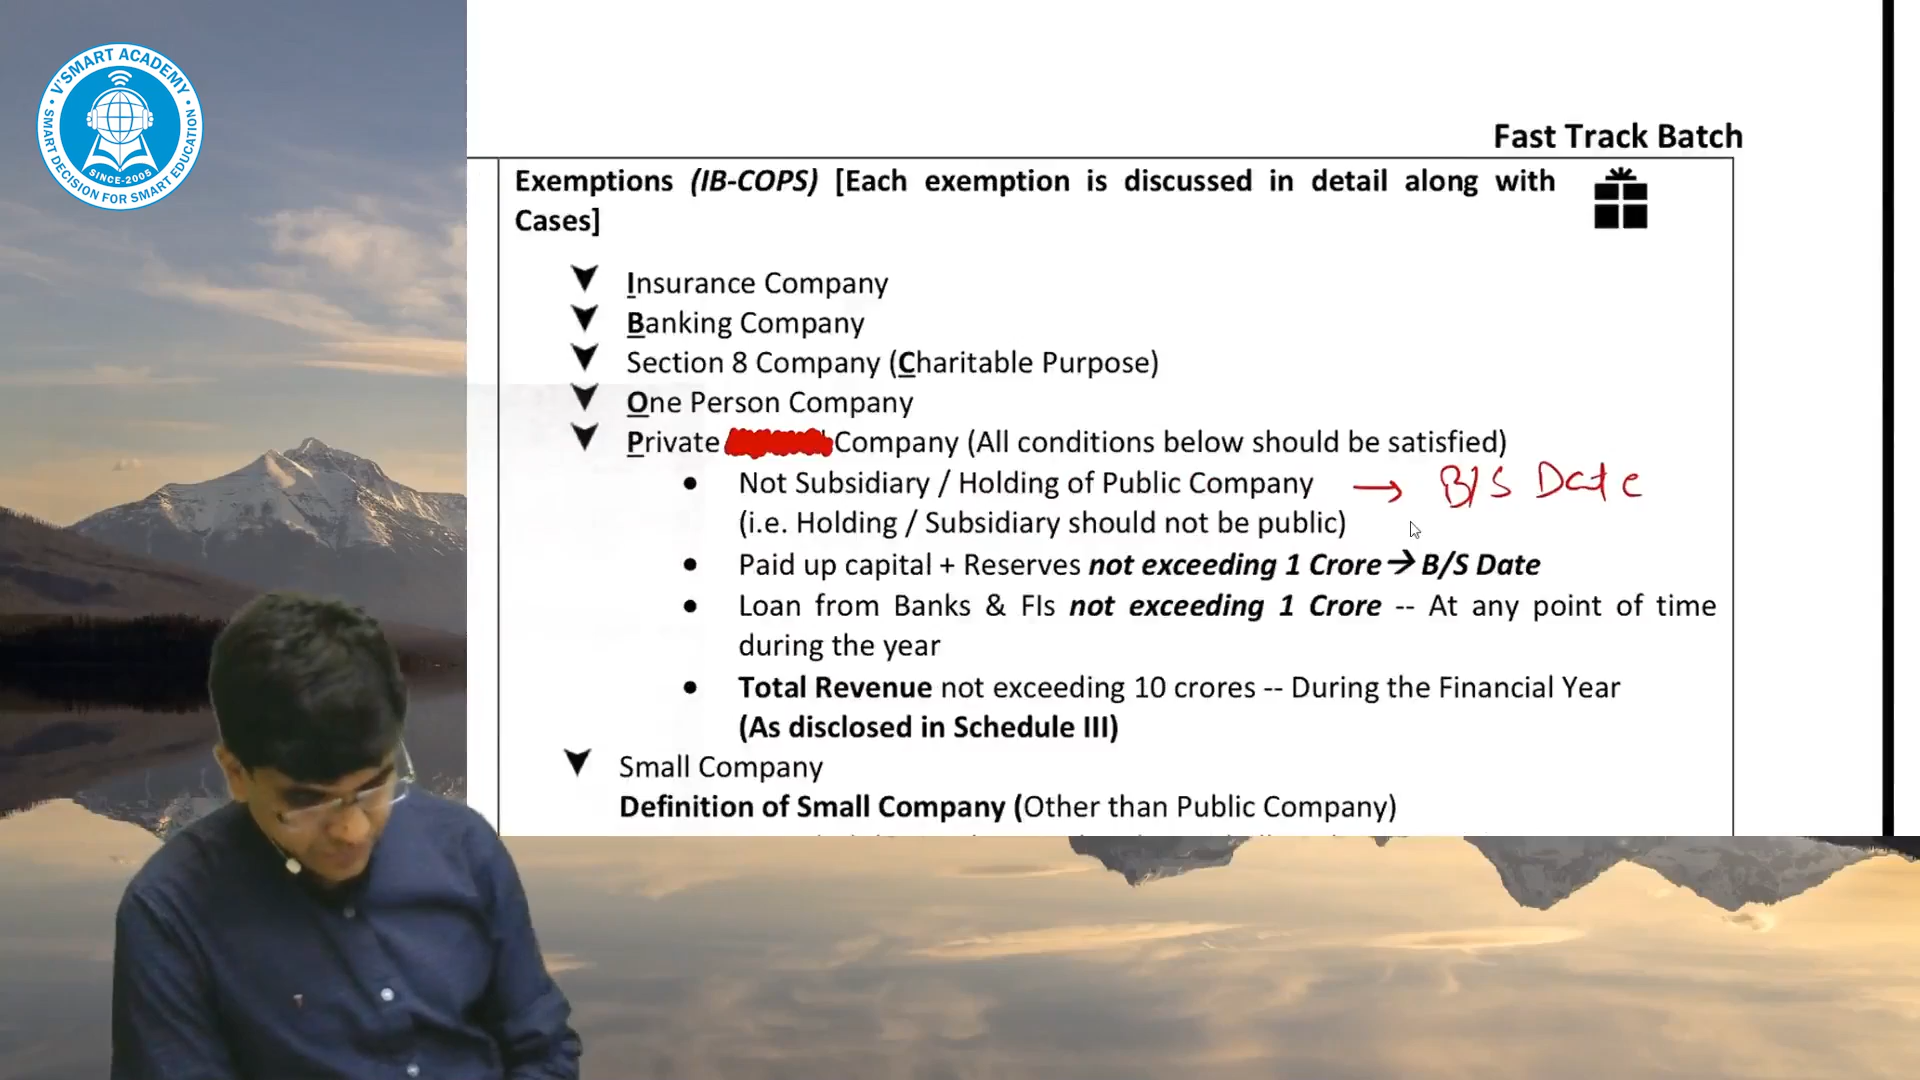 V'SMART ACADEMY
SMART DECISION FOR SMART EDUCATION
SINCE-2005
Fast Track Batch
Exemptions (IB-COPS) [Each exemption is discussed in detail along with
Cases]
Insurance Company
Banking Company
Section 8 Company (Charitable Purpose)
One Person Company
Private Company (All conditions below should be satisfied)
Not Subsidiary / Holding of Public Company → B/S Date
(i.e. Holding / Subsidiary should not be public)
Paid up capital + Reserves not exceeding 1 Crore→ B/S Date
Loan from Banks & FIs not exceeding 1 Crore -- At any point of time
during the year
Total Revenue not exceeding 10 crores -- During the Financial Year
(As disclosed in Schedule III)
Small Company
Definition of Small Company (Other than Public Company)